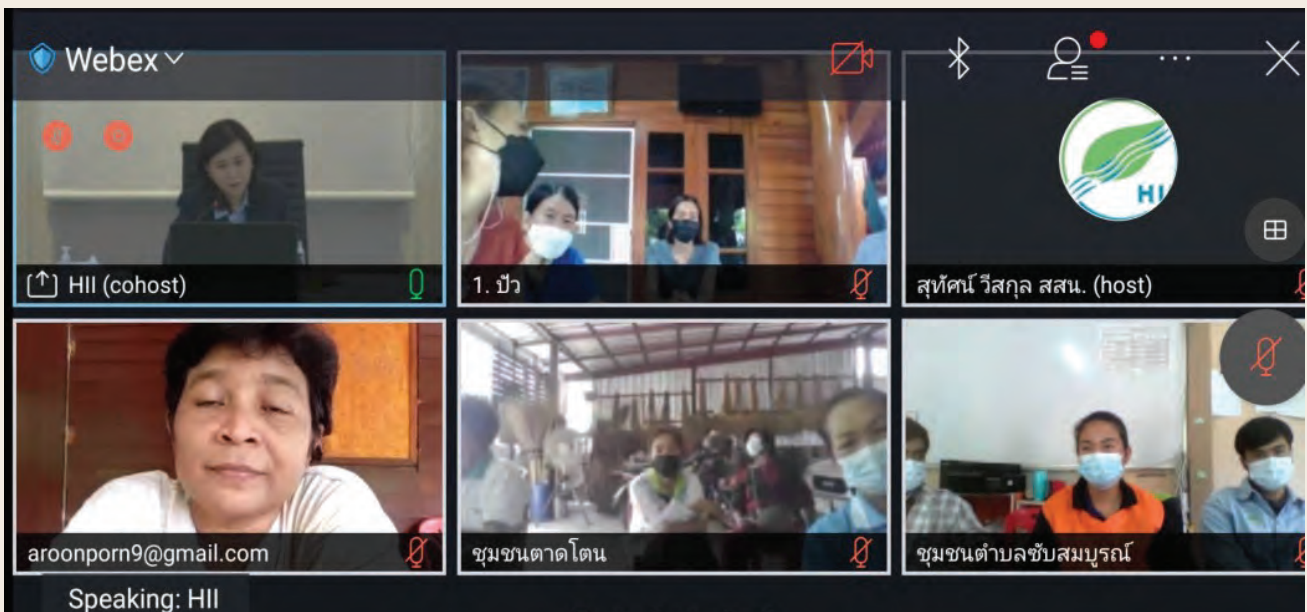 Webex
HII (cohost)
1. ปัว
HII
สุทัศน์ วีสกุล สสน. (host)
aroonporn9@gmail.com
ชุมชนตาดโตน
ชุมชนตำบลซับสมบูรณ์
Speaking: HII